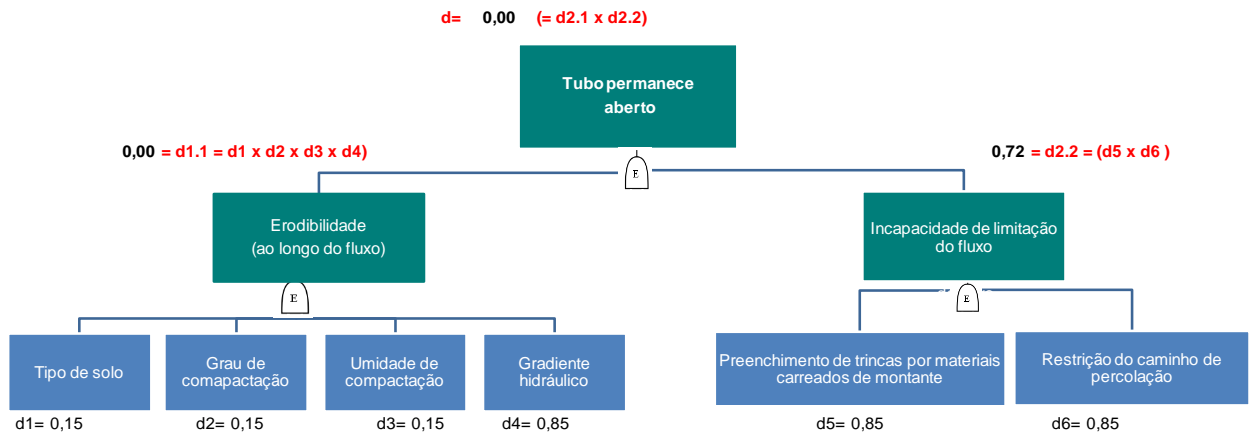 d= 0,00 (= d2.1 x d2.2)
Tubo permanece
aberto
0,00 = d1.1 = d1 x d2 x d3 x d4)
0,72 = d2.2 = (d5 x d6 )
E
Erodibilidade
(ao longo do fluxo)
Incapacidade de limitação
do fluxo
E
E
Tipo de solo
Grau de
comapactação
Umidade de
compactação
Gradiente
hidráulico
Preenchimento de trincas por materiais
carreados de montante
Restrição do caminho de
percolação
d1= 0,15
d2= 0,15
d3= 0,15
d4= 0,85
d5= 0,85
d6= 0,85